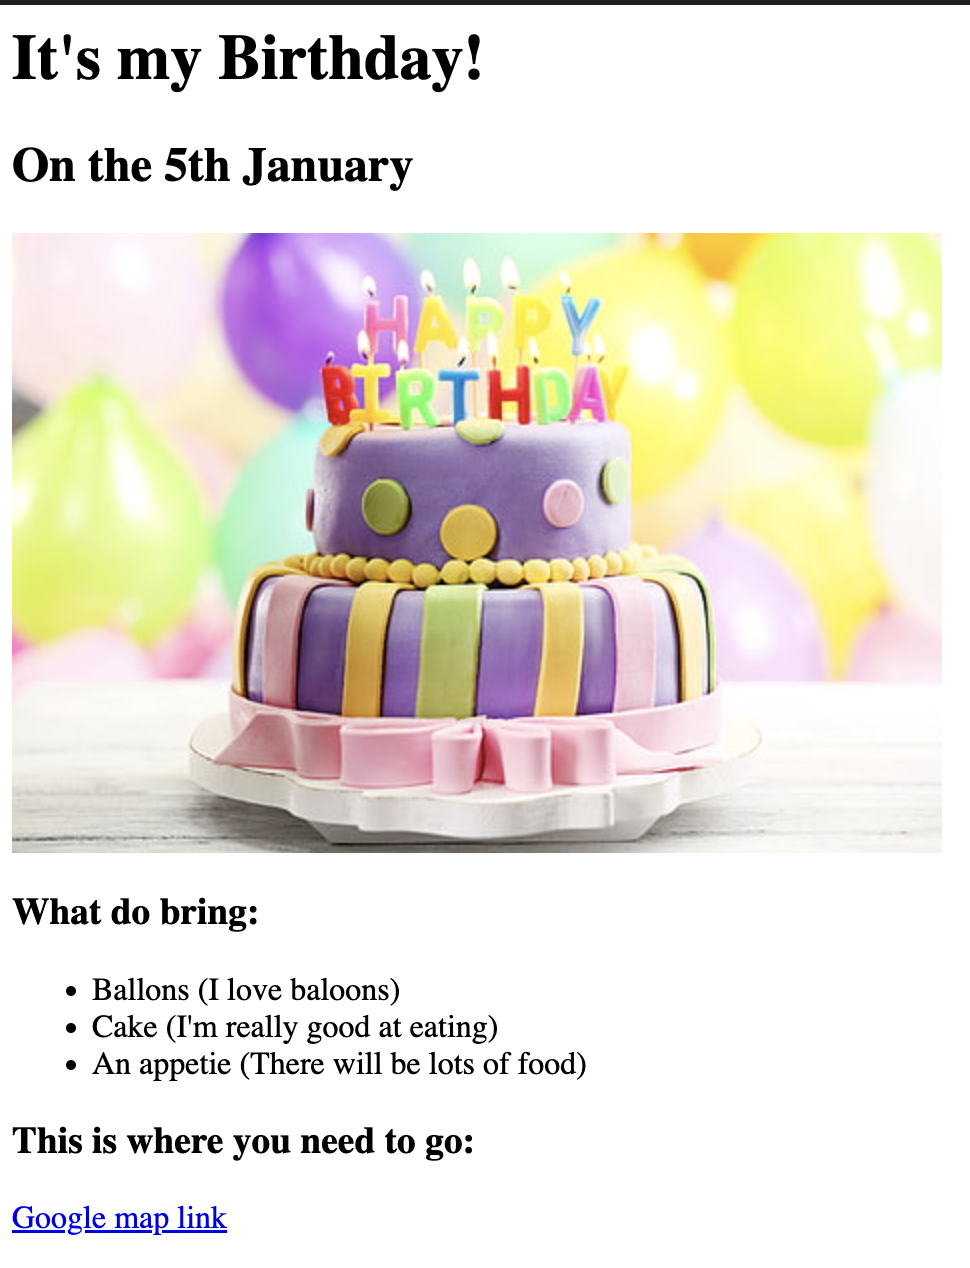 It's my Birthday!
On the 5th January
HAPPY
BIRTHDAY
What do bring:
Ballons (I love baloons)
Cake (I'm really good at eating)
An appetie (There will be lots of food)
This is where you need to go:
Google map link